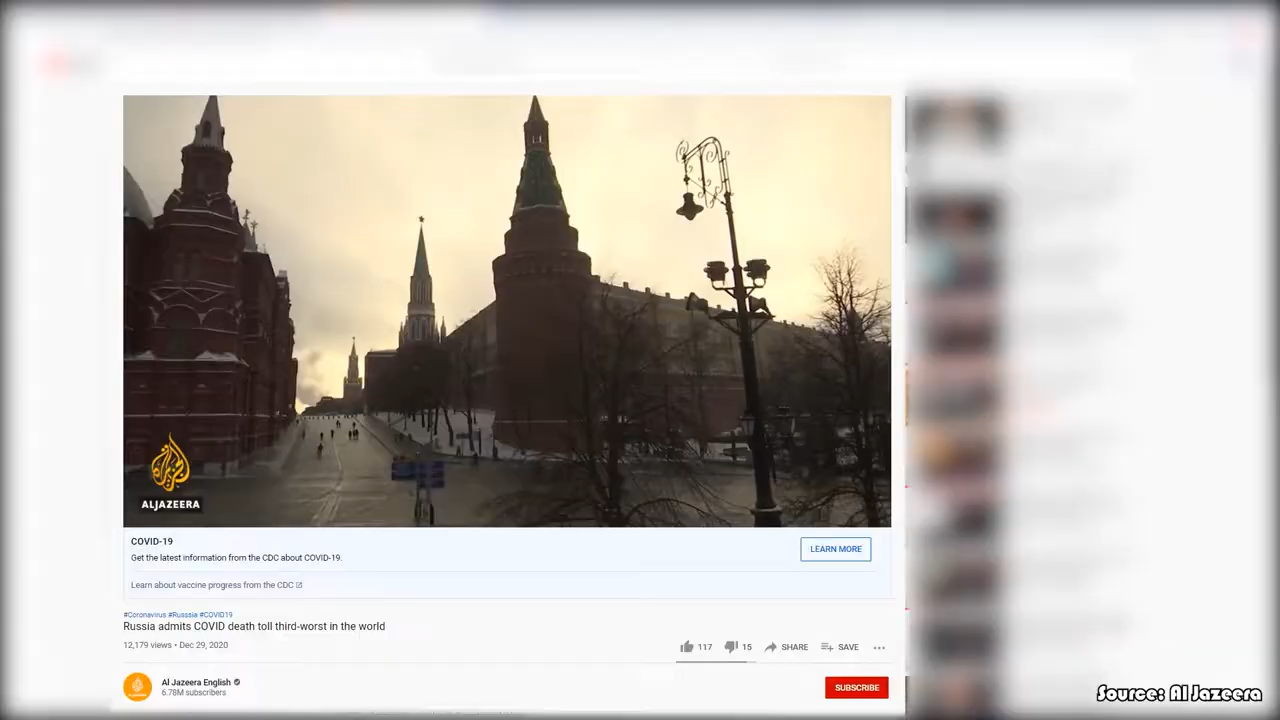 ALJAZEERA
COVID-19
Get the latest information from the CDC about COVID-19.
LEARN MORE
Learn about vaccine progress from the CDC
#Coronavirus #Russsia #COVID19
Russia admits COVID death toll third-worst in the world
12,179 views • Dec 29, 2020
117 15 SHARE SAVE
Al Jazeera English
6.78M subscribers
SUBSCRIBE
Source: Al Jazeera